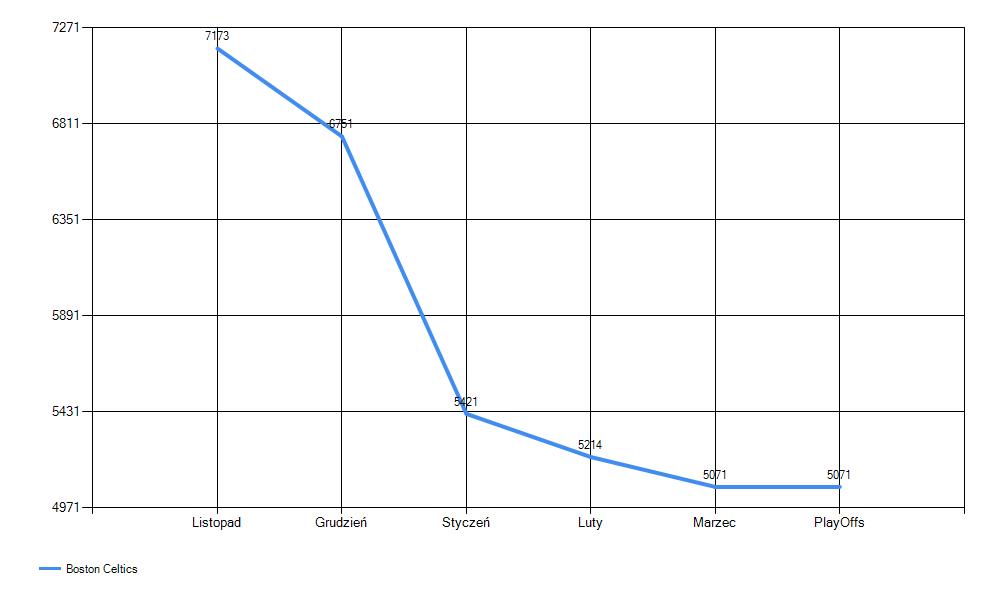 7271
7173
6811
6751
6351
5891
5431
5421
5214
5071
5071
4971
Listopad
Grudzień
Styczeń
Luty
Marzec
PlayOffs
Boston Celtics